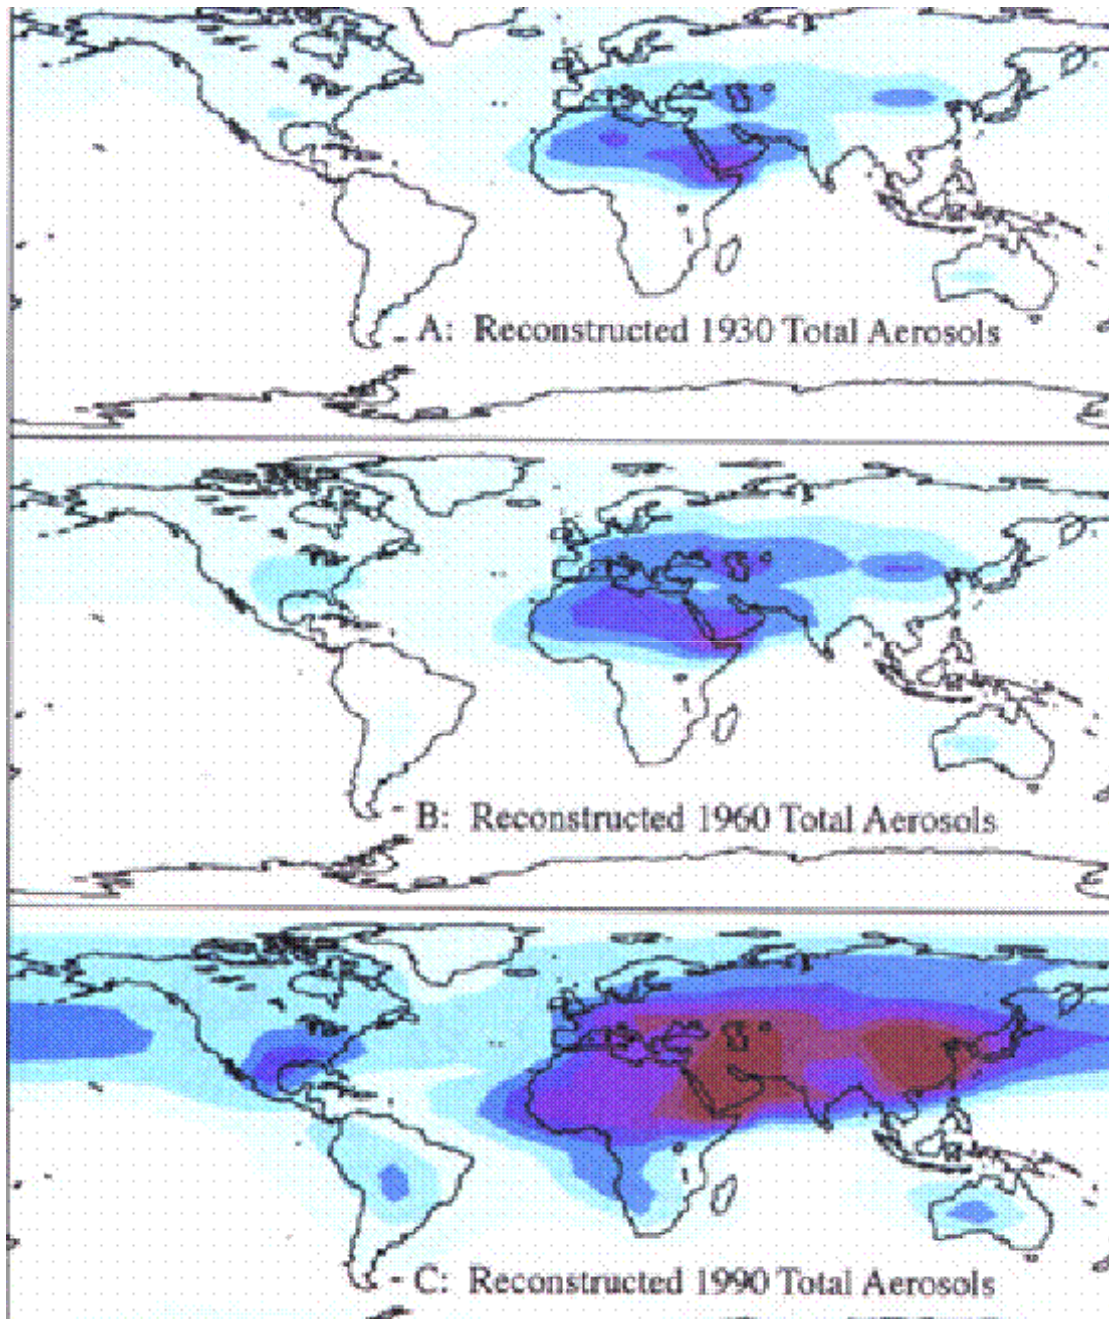 A: Reconstructed 1930 Total Aerosols
B: Reconstructed 1960 Total Aerosols
C: Reconstructed 1990 Total Aerosols